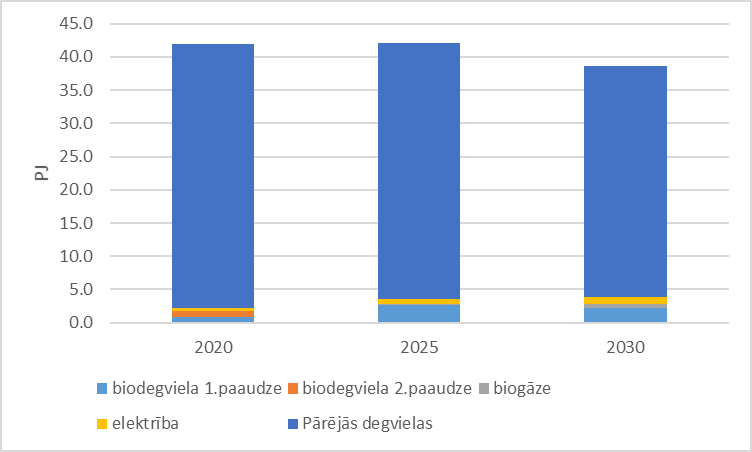 45.0
40.0
35.0
30.0
25.0
20.0
15.0
10.0
5.0
0.0
PJ
2020 2025 2030
biodegviela 1.paaudze biodegviela 2.paaudze biogāze
elektrība Pārējās degvielas